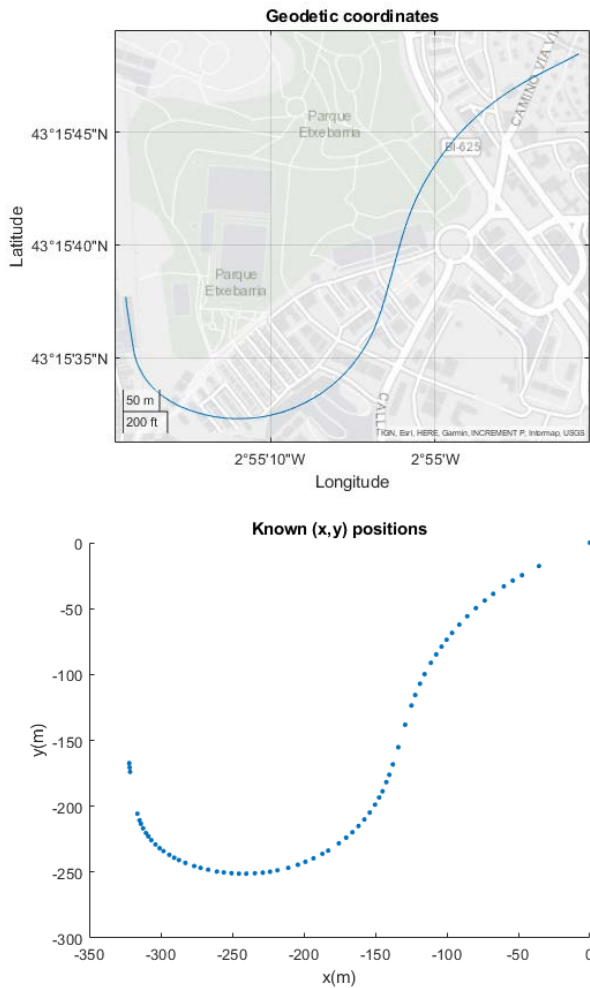 Geodetic coordinates
CAMINO VIA VI
Parque
Etxebarria
43°15'45"N
BI-625
Latitude
43°15'40"N
Parque
Etxebarria
43°15'35"N
50 m
200 ft
CALL
IGN, Esri, HERE, Garmin, INCREMENT P, Intermap, USGS
2°55'10"W
2°55'W
Longitude
Known (x,y) positions
0
-50
-100
-150
y(m)
-200
-250
-300
-350
-300
-250
-200
-150
-100
-50
0
x(m)